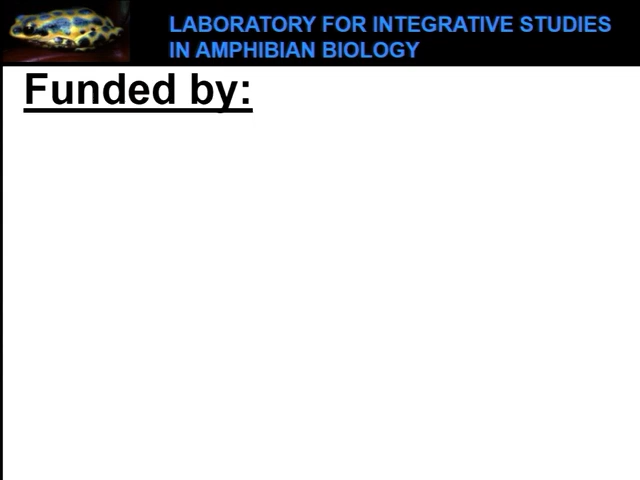 LABORATORY FOR INTEGRATIVE STUDIES
IN AMPHIBIAN BIOLOGY
Funded by: